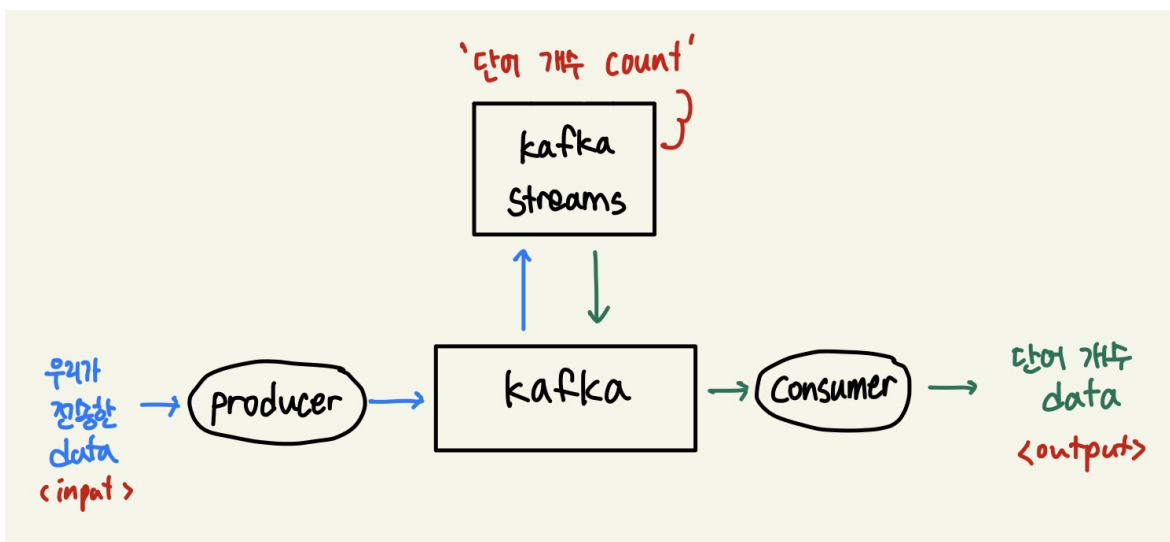 '단어 개수 count'
kafka
streams
우리가
전송한
data
<input>
producer
kafka
consumer
단어 개수
data
<output>